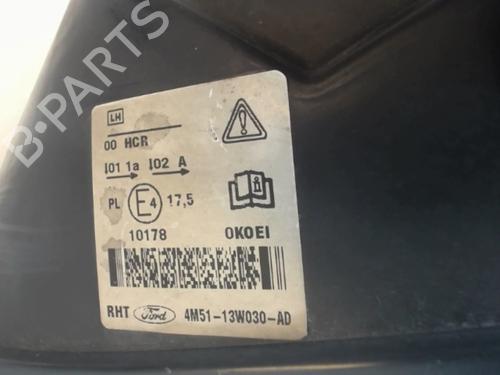 B-PARTS
LH
00 HCR
I01 1a I02 A
PL E4 17,5
10178 OKOEI
RHT Ford 4M51-13W030-AD